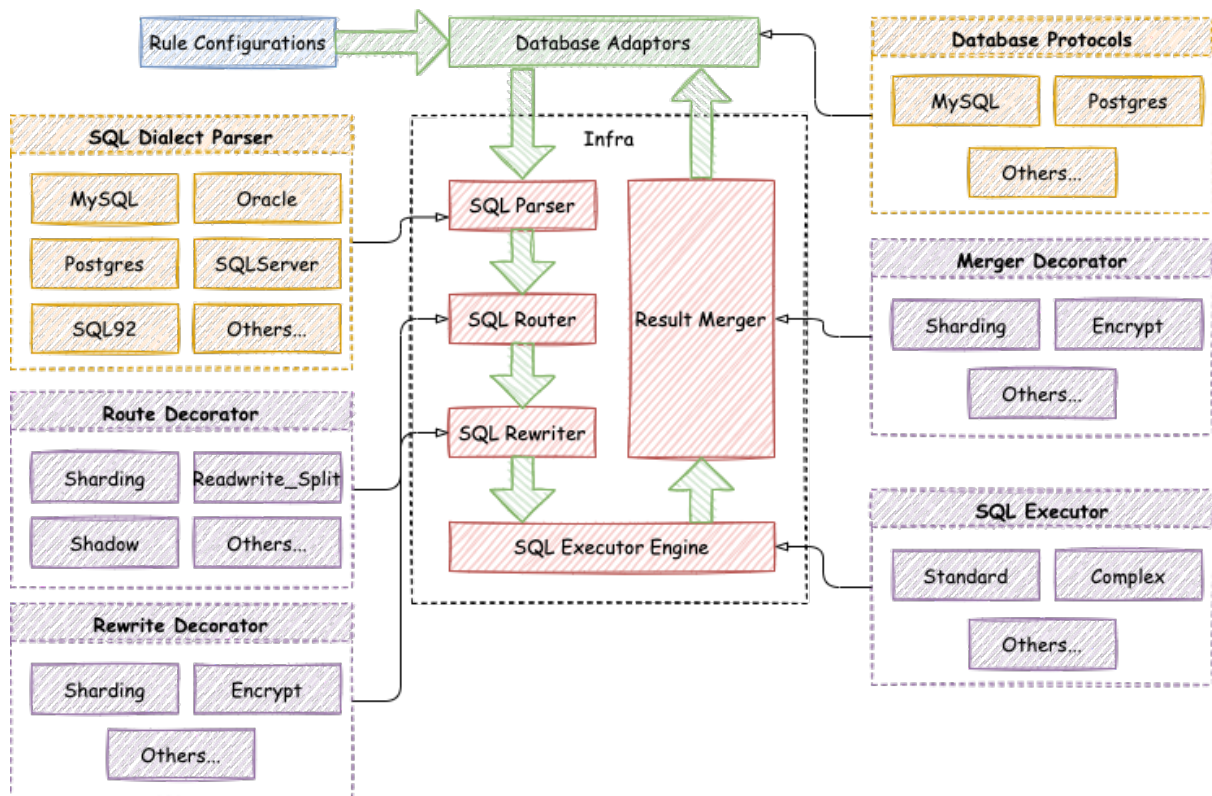 Rule Configurations
Database Adaptors
Database Protocols
MySQL
Postgres
Others...
SQL Dialect Parser
MySQL
Oracle
Postgres
SQLServer
SQL92
Others...
Infra
SQL Parser
SQL Router
SQL Rewriter
Result Merger
SQL Executor Engine
Merger Decorator
Sharding
Encrypt
Others...
Route Decorator
Sharding
Readwrite_Split
Shadow
Others...
SQL Executor
Standard
Complex
Others...
Rewrite Decorator
Sharding
Encrypt
Others...